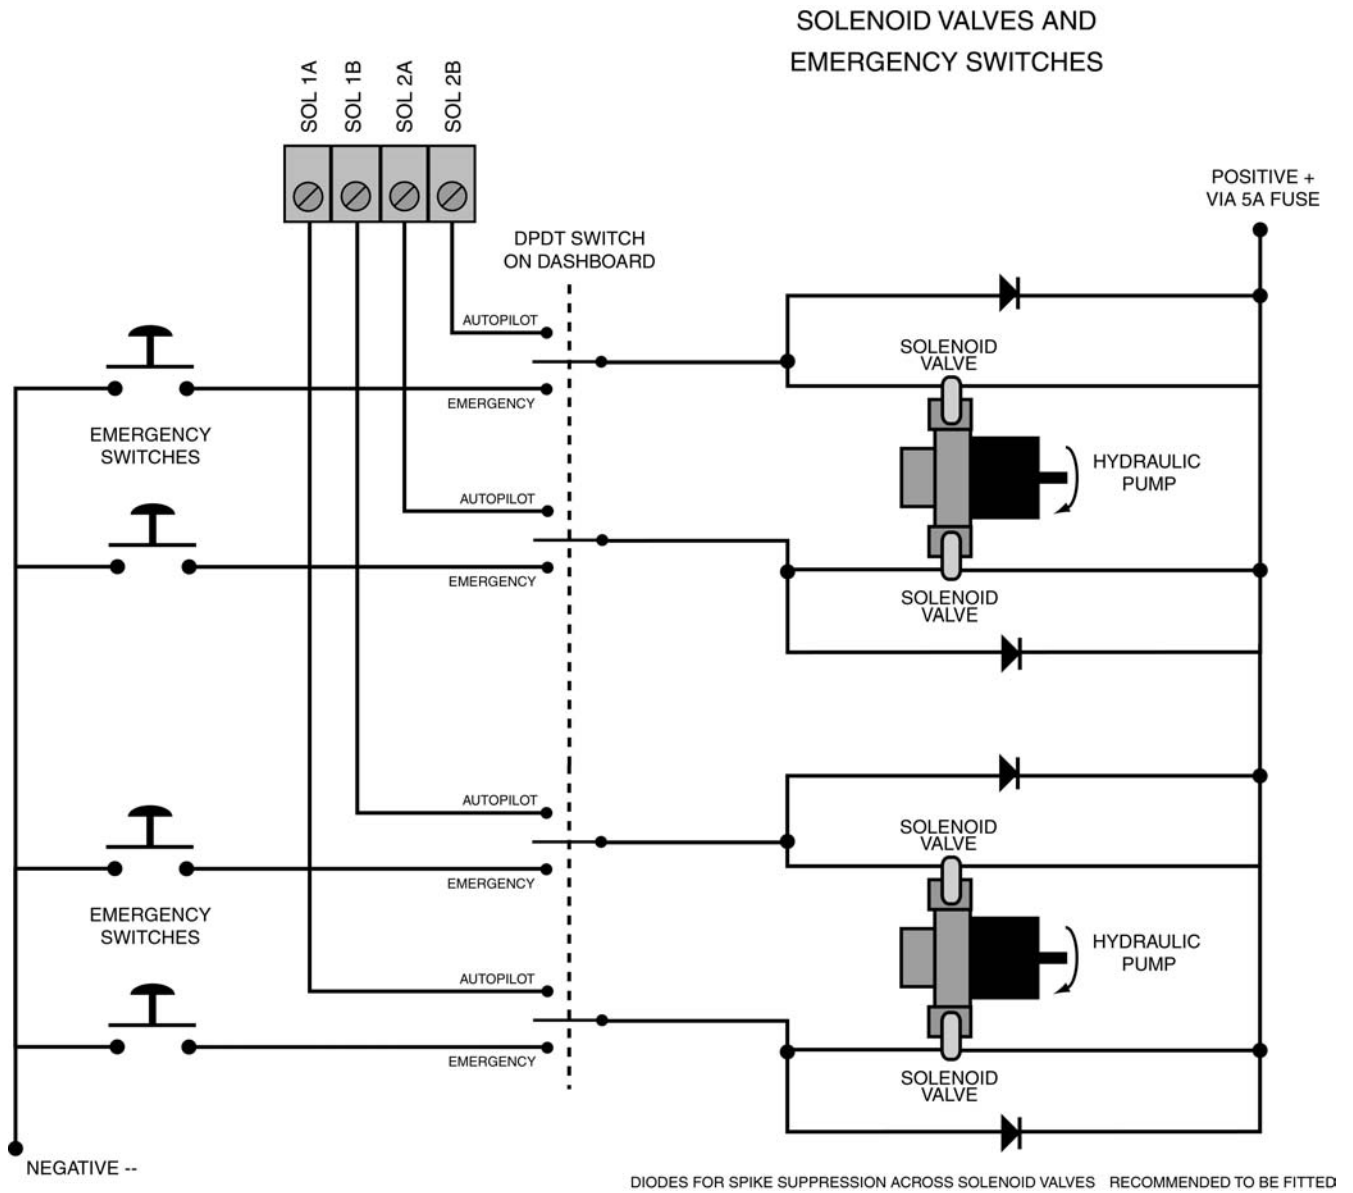 SOLENOID VALVES AND
EMERGENCY SWITCHES
SOL 1A
SOL 1B
SOL 2A
SOL 2B
POSITIVE +
VIA 5A FUSE
DPDT SWITCH
ON DASHBOARD
AUTOPILOT
SOLENOID
VALVE
EMERGENCY
EMERGENCY
SWITCHES
HYDRAULIC
PUMP
AUTOPILOT
EMERGENCY
SOLENOID
VALVE
AUTOPILOT
SOLENOID
VALVE
EMERGENCY
EMERGENCY
SWITCHES
HYDRAULIC
PUMP
AUTOPILOT
EMERGENCY
SOLENOID
VALVE
NEGATIVE --
DIODES FOR SPIKE SUPPRESSION ACROSS SOLENOID VALVES RECOMMENDED TO BE FITTED